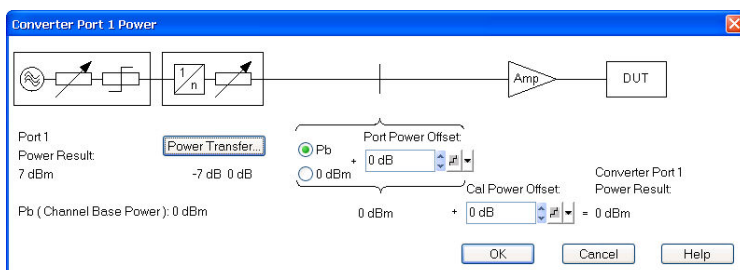 Converter Port 1 Power
1
n
Amp
DUT
Port 1
Power Result:
7 dBm
Power Transfer...
-7 dB 0 dB
Pb
0 dBm
+
Port Power Offset:
0 dB
Pb ( Channel Base Power ): 0 dBm
0 dBm
+
Cal Power Offset:
0 dB
Converter Port 1
Power Result:
= 0 dBm
OK
Cancel
Help